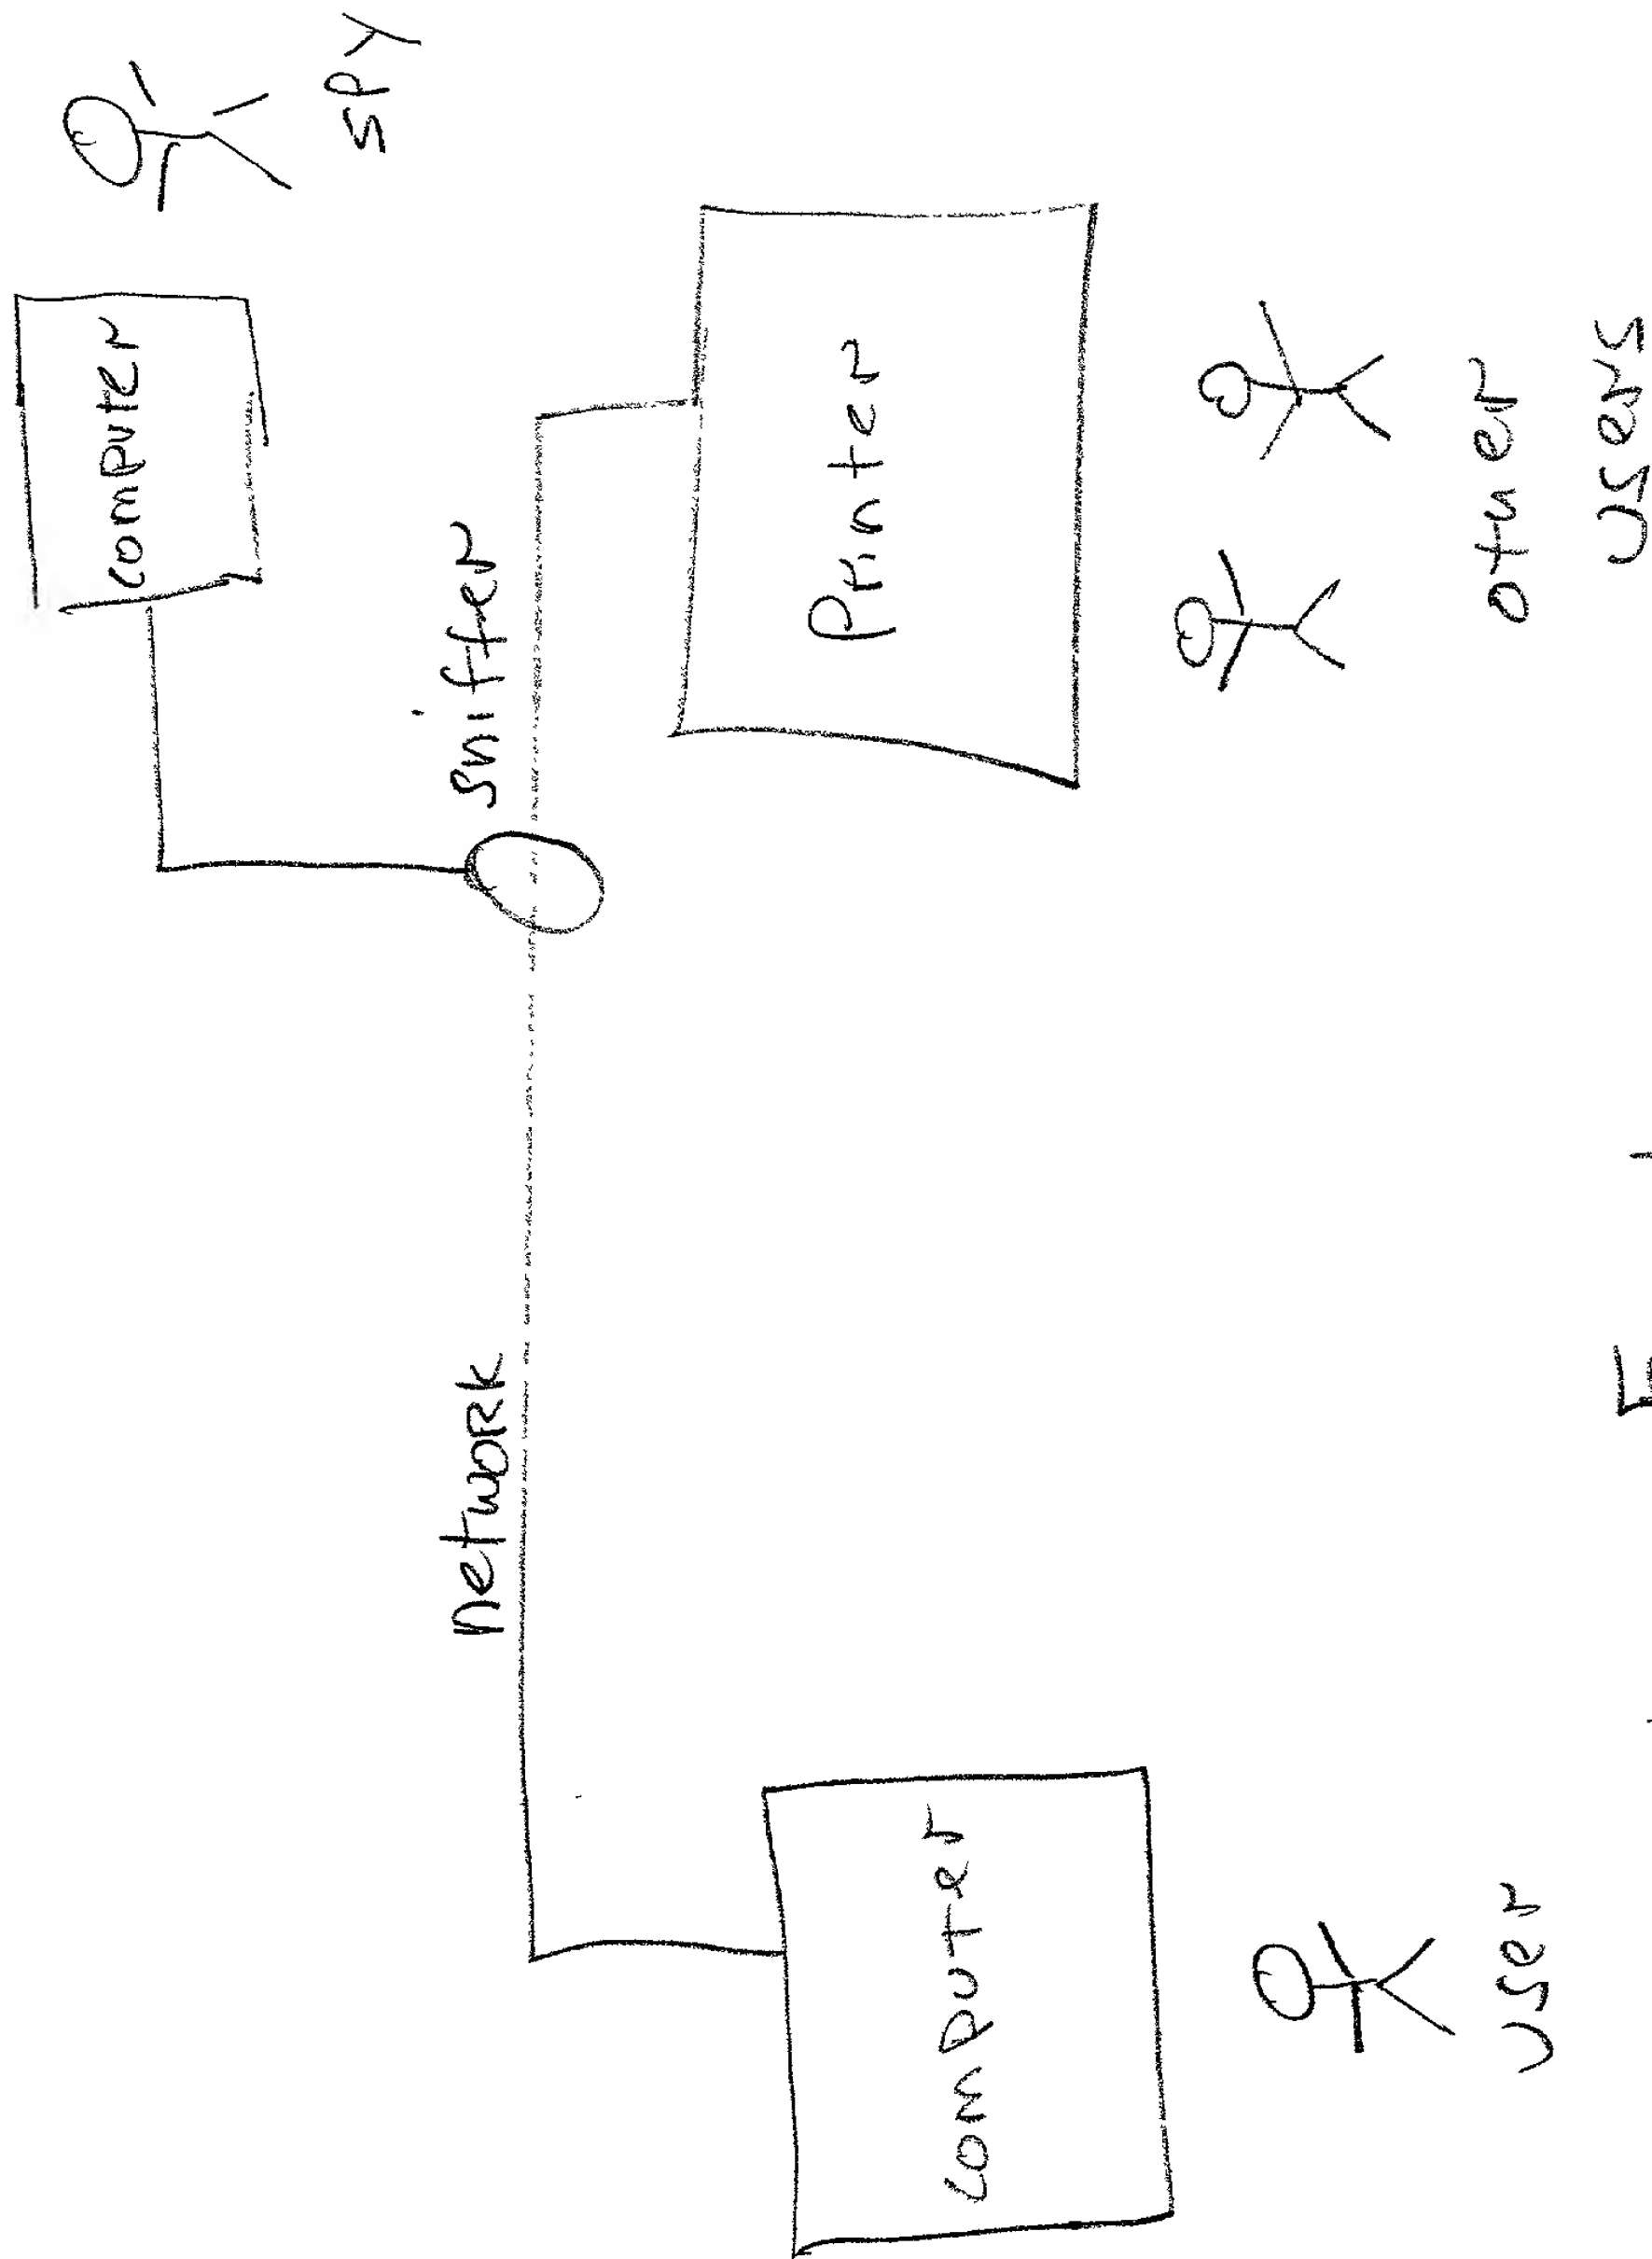 computer
spy
network
sniffer
computer
Printer
user
other
users